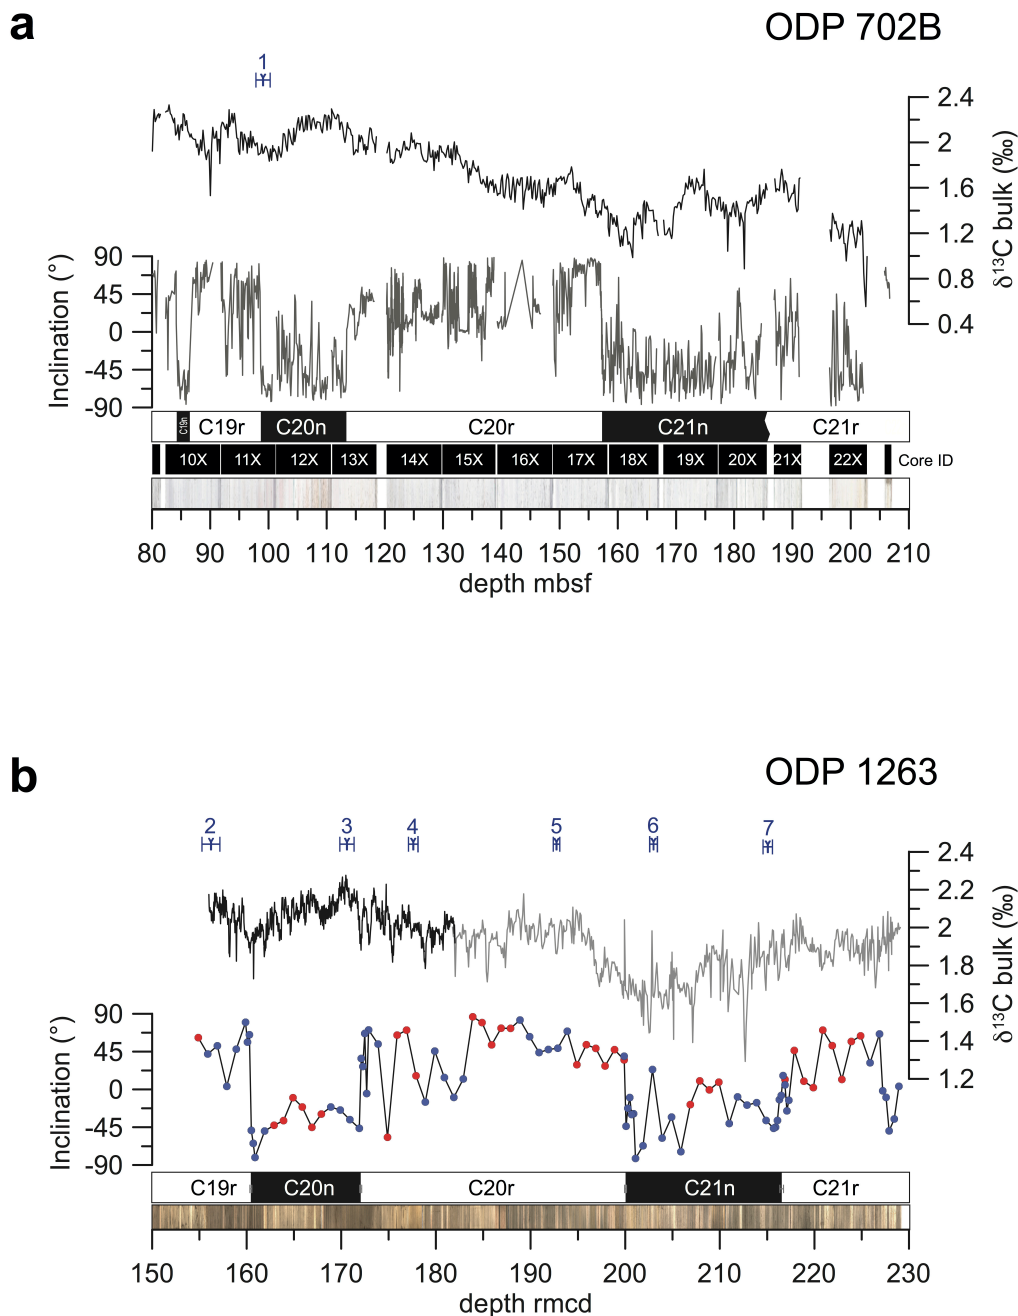 a
ODP 702B
1
2.4
2
1.6
1.2
0.8
0.4
δ¹³C bulk (‰)
90
45
0
-45
-90
Inclination (°)
C19n C19r C20n C20r C21n C21r
10X 11X 12X 13X 14X 15X 16X 17X 18X 19X 20X 21X 22X Core ID
80 90 100 110 120 130 140 150 160 170 180 190 200 210
depth mbsf
b
ODP 1263
2 3 4 5 6 7
2.4
2.2
2
1.8
1.6
1.4
1.2
δ¹³C bulk (‰)
90
45
0
-45
-90
Inclination (°)
C19r C20n C20r C21n C21r
150 160 170 180 190 200 210 220 230
depth rmcd